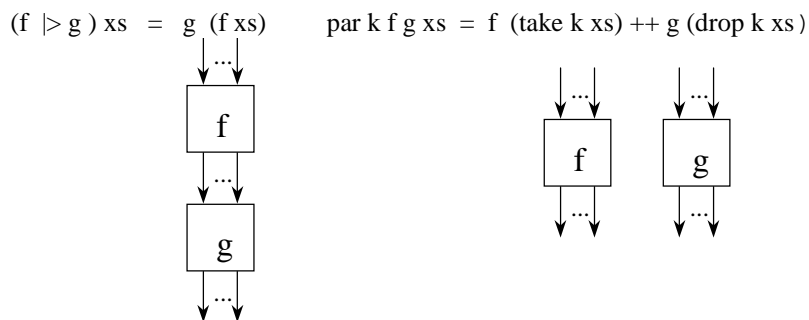 (f |> g ) xs = g (f xs) par k f g xs = f (take k xs) ++ g (drop k xs)
... ... ...
f f g
... ... ...
g
...